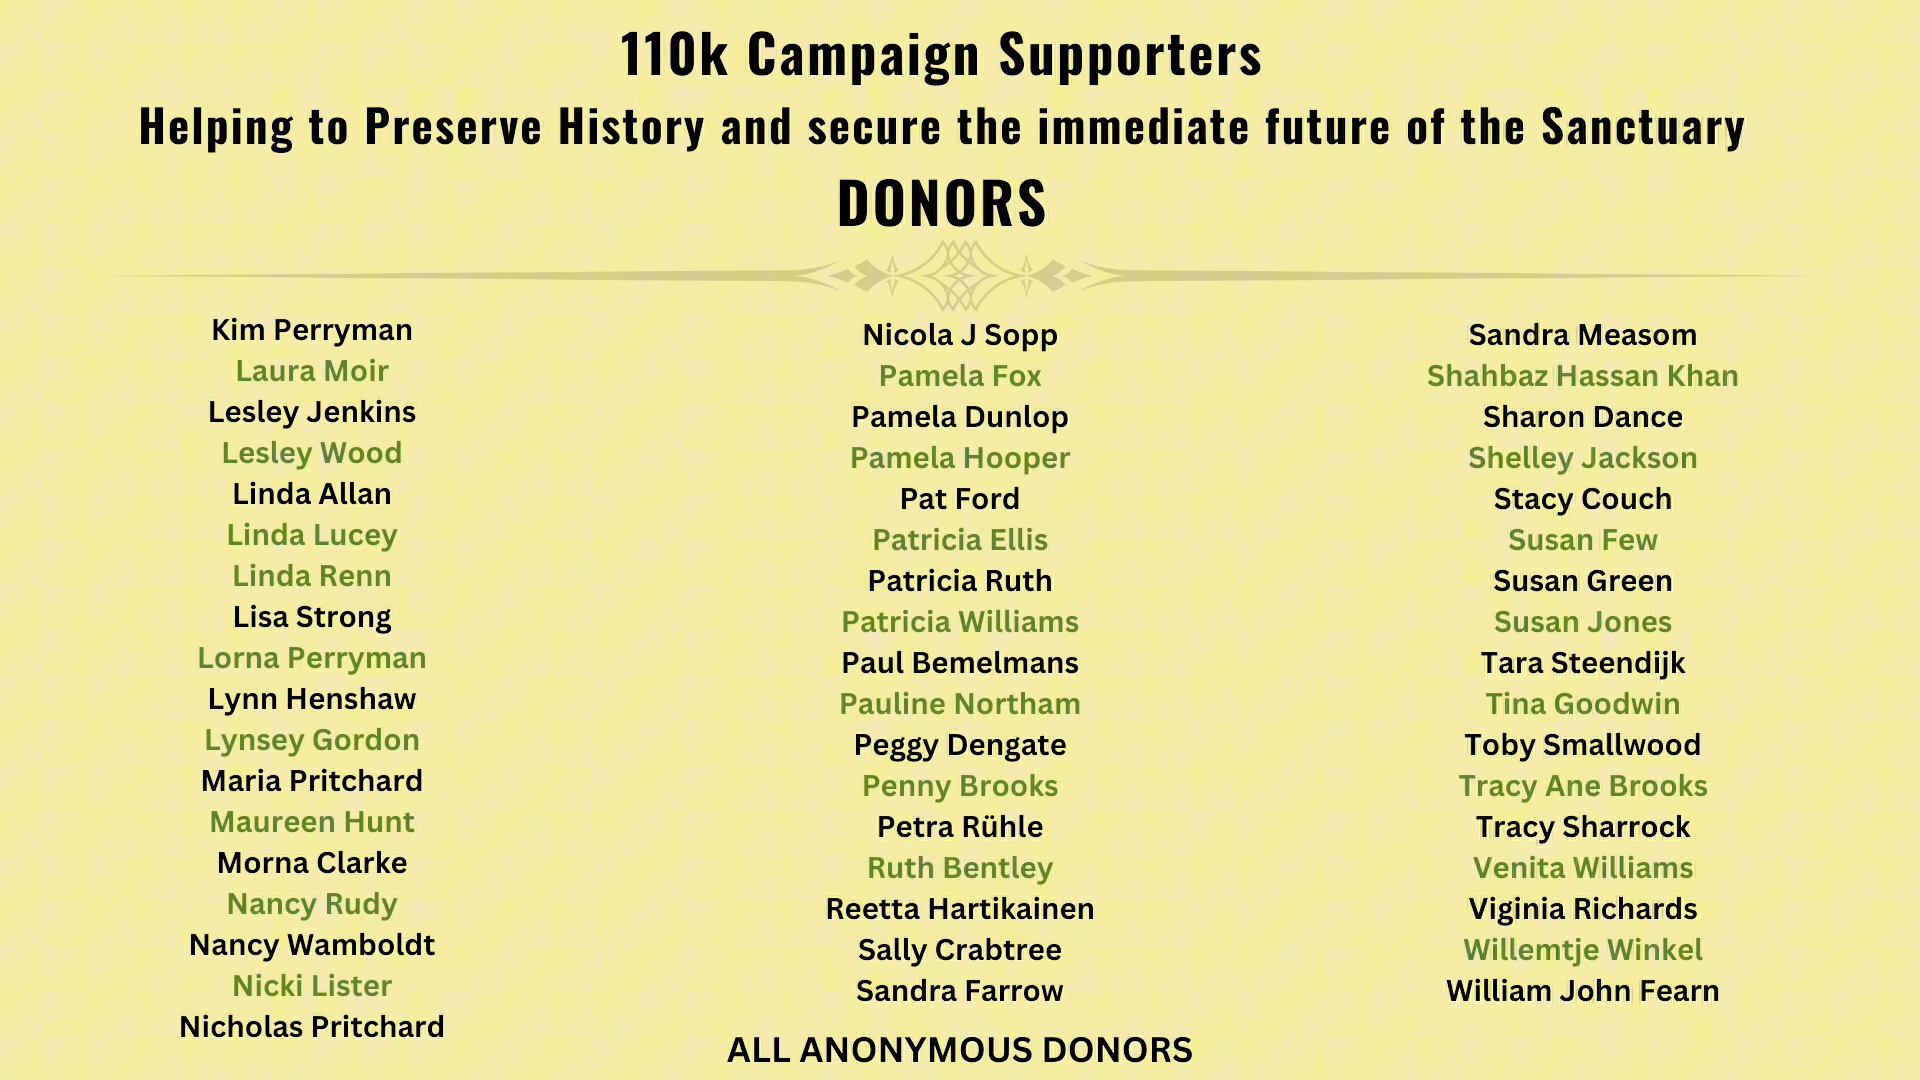 110k Campaign Supporters
Helping to Preserve History and secure the immediate future of the Sanctuary
DONORS
Kim Perryman
Laura Moir
Lesley Jenkins
Lesley Wood
Linda Allan
Linda Lucey
Linda Renn
Lisa Strong
Lorna Perryman
Lynn Henshaw
Lynsey Gordon
Maria Pritchard
Maureen Hunt
Morna Clarke
Nancy Rudy
Nancy Wamboldt
Nicki Lister
Nicholas Pritchard
Nicola J Sopp
Pamela Fox
Pamela Dunlop
Pamela Hooper
Pat Ford
Patricia Ellis
Patricia Ruth
Patricia Williams
Paul Bemelmans
Pauline Northam
Peggy Dengate
Penny Brooks
Petra Rühle
Ruth Bentley
Reetta Hartikainen
Sally Crabtree
Sandra Farrow
Sandra Measom
Shahbaz Hassan Khan
Sharon Dance
Shelley Jackson
Stacy Couch
Susan Few
Susan Green
Susan Jones
Tara Steendijk
Tina Goodwin
Toby Smallwood
Tracy Ane Brooks
Tracy Sharrock
Venita Williams
Viginia Richards
Willemtje Winkel
William John Fearn
ALL ANONYMOUS DONORS